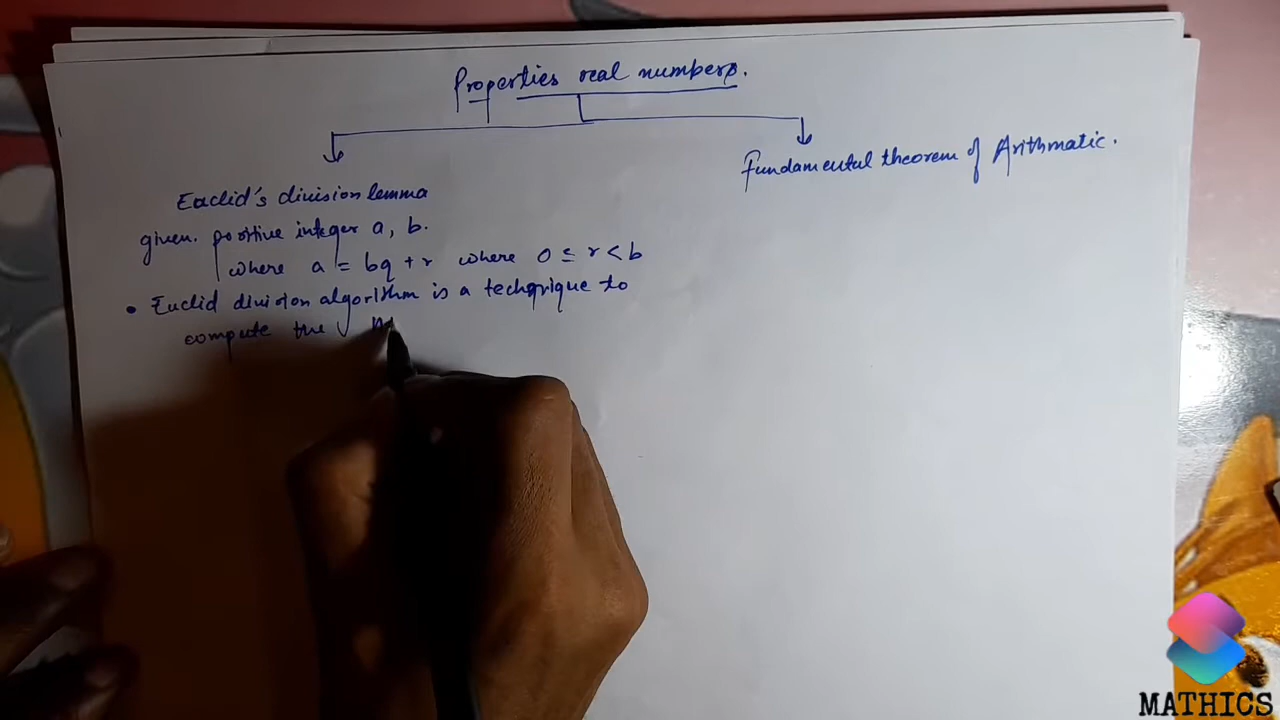 Properties real numbers.
Fundamental theorem of Arithmatic.
Euclid's division lemma
given. positive integer a, b.
where a = bq + r where 0 ≤ r < b
• Euclid division algorithm is a technique to
compute the
MATHICS